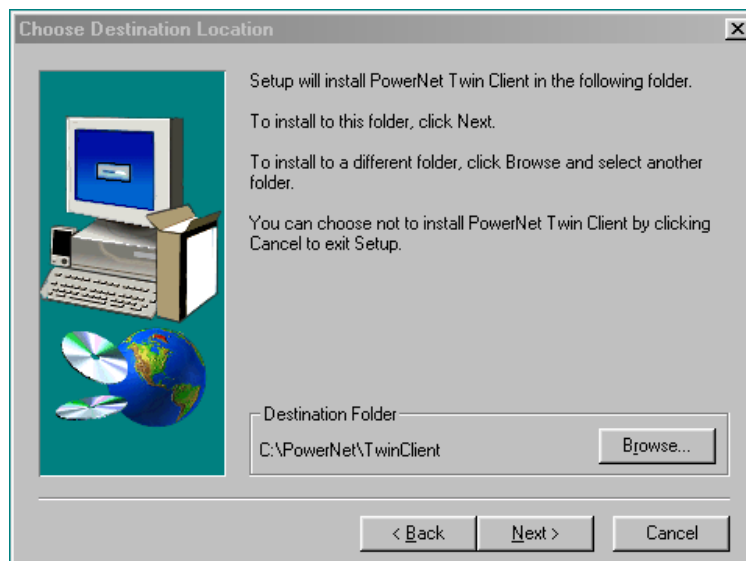 Choose Destination Location
Setup will install PowerNet Twin Client in the following folder.
To install to this folder, click Next.
To install to a different folder, click Browse and select another
folder.
You can choose not to install PowerNet Twin Client by clicking
Cancel to exit Setup.
Destination Folder
C:\PowerNet\TwinClient
Browse...
< Back
Next >
Cancel